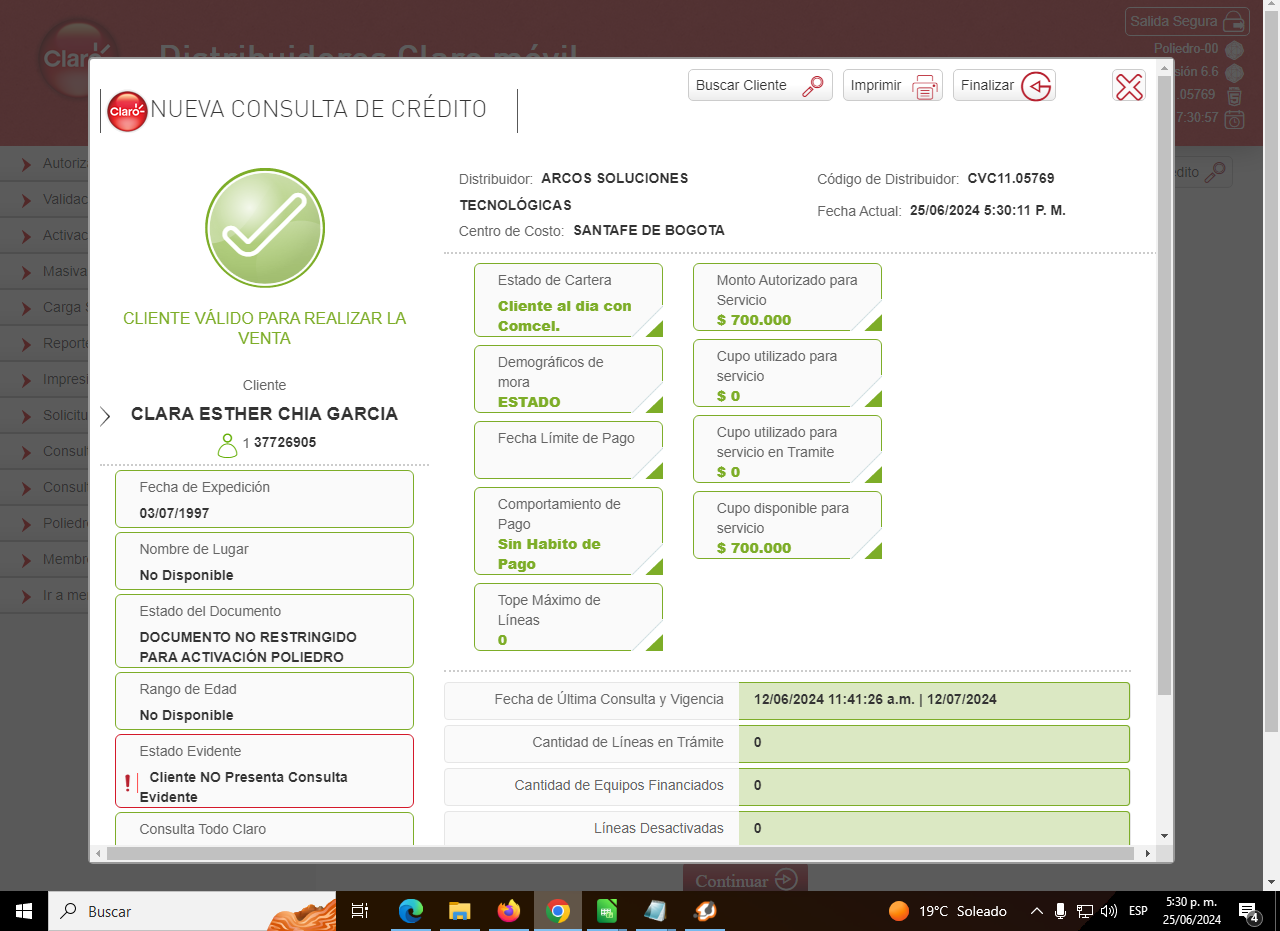 Salida Segura
Claro
Distribuidores Claro móvil
Poliedro-00
sión 6.6
.05769
7:30:57
Buscar Cliente
Imprimir
Finalizar
Claro
NUEVA CONSULTA DE CRÉDITO
Autoriz
Validac
Activac
Masiva
Carga
Reporte
Impresi
Solicitu
Consul
Consul
Poliedr
Membr
Ir a me
dito
CLIENTE VÁLIDO PARA REALIZAR LA
VENTA
Cliente
CLARA ESTHER CHIA GARCIA
1 37726905
Fecha de Expedición
03/07/1997
Nombre de Lugar
No Disponible
Estado del Documento
DOCUMENTO NO RESTRINGIDO
PARA ACTIVACIÓN POLIEDRO
Rango de Edad
No Disponible
Estado Evidente
! Cliente NO Presenta Consulta
Evidente
Consulta Todo Claro
Distribuidor: ARCOS SOLUCIONES
TECNOLÓGICAS
Centro de Costo: SANTAFE DE BOGOTA
Código de Distribuidor: CVC11.05769
Fecha Actual: 25/06/2024 5:30:11 P. M.
Estado de Cartera
Cliente al dia con
Comcel.
Demográficos de
mora
ESTADO
Fecha Límite de Pago
Comportamiento de
Pago
Sin Habito de
Pago
Tope Máximo de
Líneas
0
Monto Autorizado para
Servicio
$ 700.000
Cupo utilizado para
servicio
$ 0
Cupo utilizado para
servicio en Tramite
$ 0
Cupo disponible para
servicio
$ 700.000
Fecha de Última Consulta y Vigencia 12/06/2024 11:41:26 a.m. | 12/07/2024
Cantidad de Líneas en Trámite 0
Cantidad de Equipos Financiados 0
Líneas Desactivadas 0
Continuar
Buscar
19°C Soleado
ESP
5:30 p. m.
25/06/2024
4